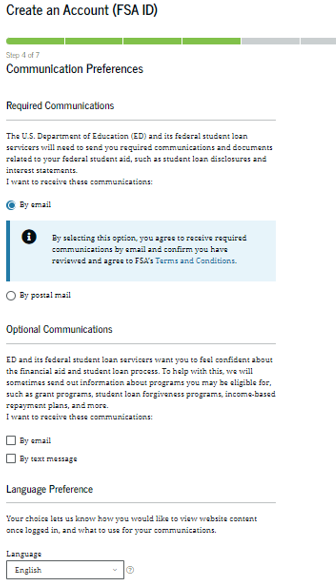 Create an Account (FSA ID)
Step 4 of 7
Communication Preferences
Required Communications
The U.S. Department of Education (ED) and its federal student loan
servicers will need to send you required communications and documents
related to your federal student aid, such as student loan disclosures and
interest statements.
I want to receive these communications:
By email
By selecting this option, you agree to receive required
communications by email and confirm you have
reviewed and agree to FSA's Terms and Conditions.
By postal mail
Optional Communications
ED and its federal student loan servicers want you to feel confident about
the financial aid and student loan process. To help with this, we will
sometimes send out information about programs you may be eligible for,
such as grant programs, student loan forgiveness programs, income-based
repayment plans, and more.
I want to receive these communications:
By email
By text message
Language Preference
Your choice lets us know how you would like to view website content
once logged in, and what to use for your communications.
Language
English